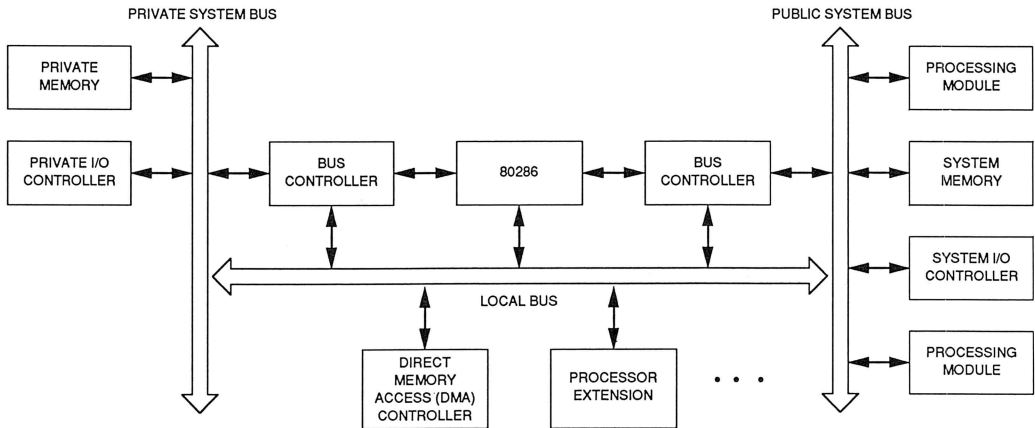 PRIVATE SYSTEM BUS
PUBLIC SYSTEM BUS
PRIVATE
MEMORY
PROCESSING
MODULE
PRIVATE I/O
CONTROLLER
BUS
CONTROLLER
80286
BUS
CONTROLLER
SYSTEM
MEMORY
SYSTEM I/O
CONTROLLER
LOCAL BUS
DIRECT
MEMORY
ACCESS (DMA)
CONTROLLER
PROCESSOR
EXTENSION
• • •
PROCESSING
MODULE